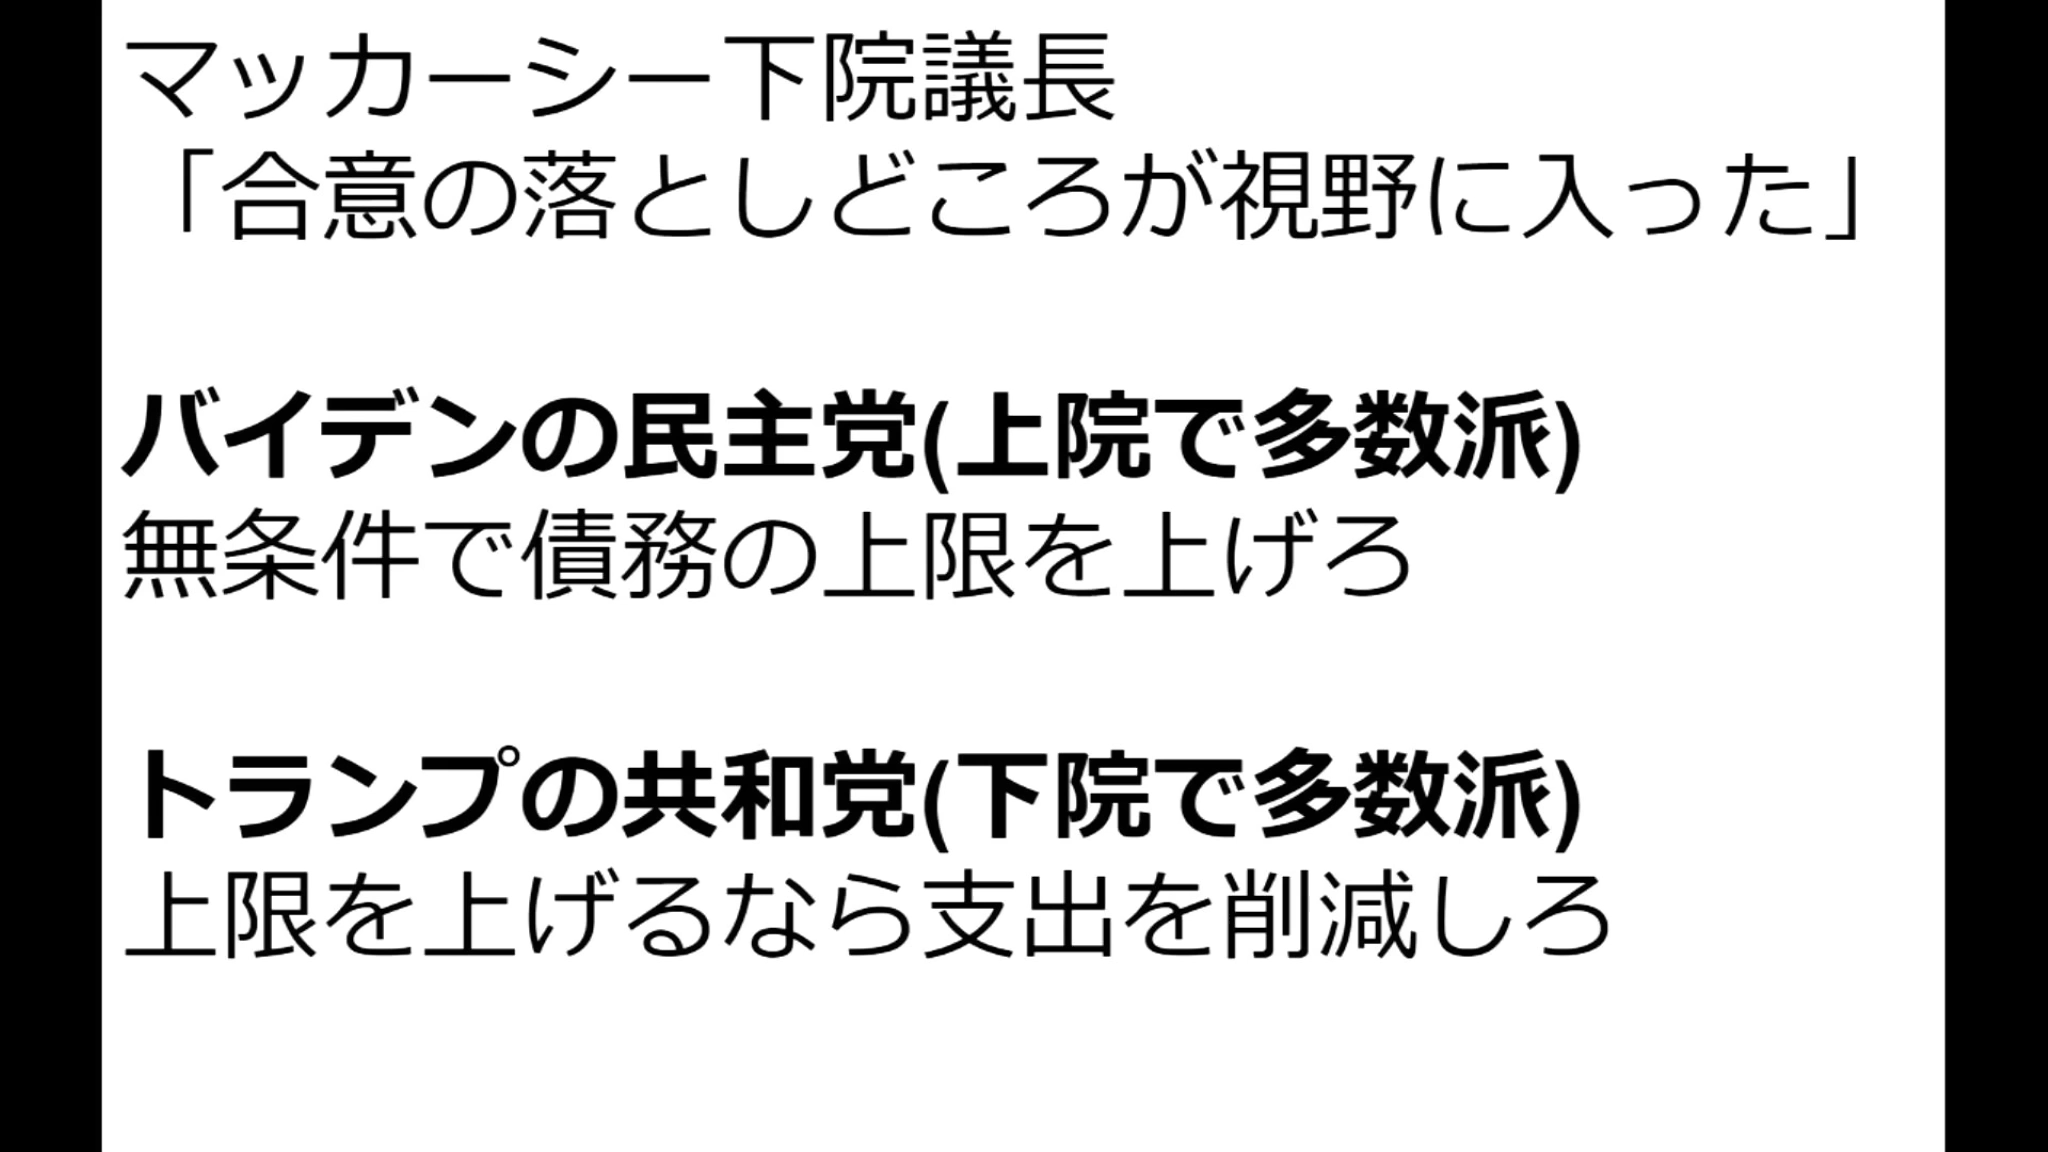 マッカーシー下院議長
「合意の落としどころが視野に入った」
バイデンの民主党(上院で多数派)
無条件で債務の上限を上げろ
トランプの共和党(下院で多数派)
上限を上げるなら支出を削減しろ